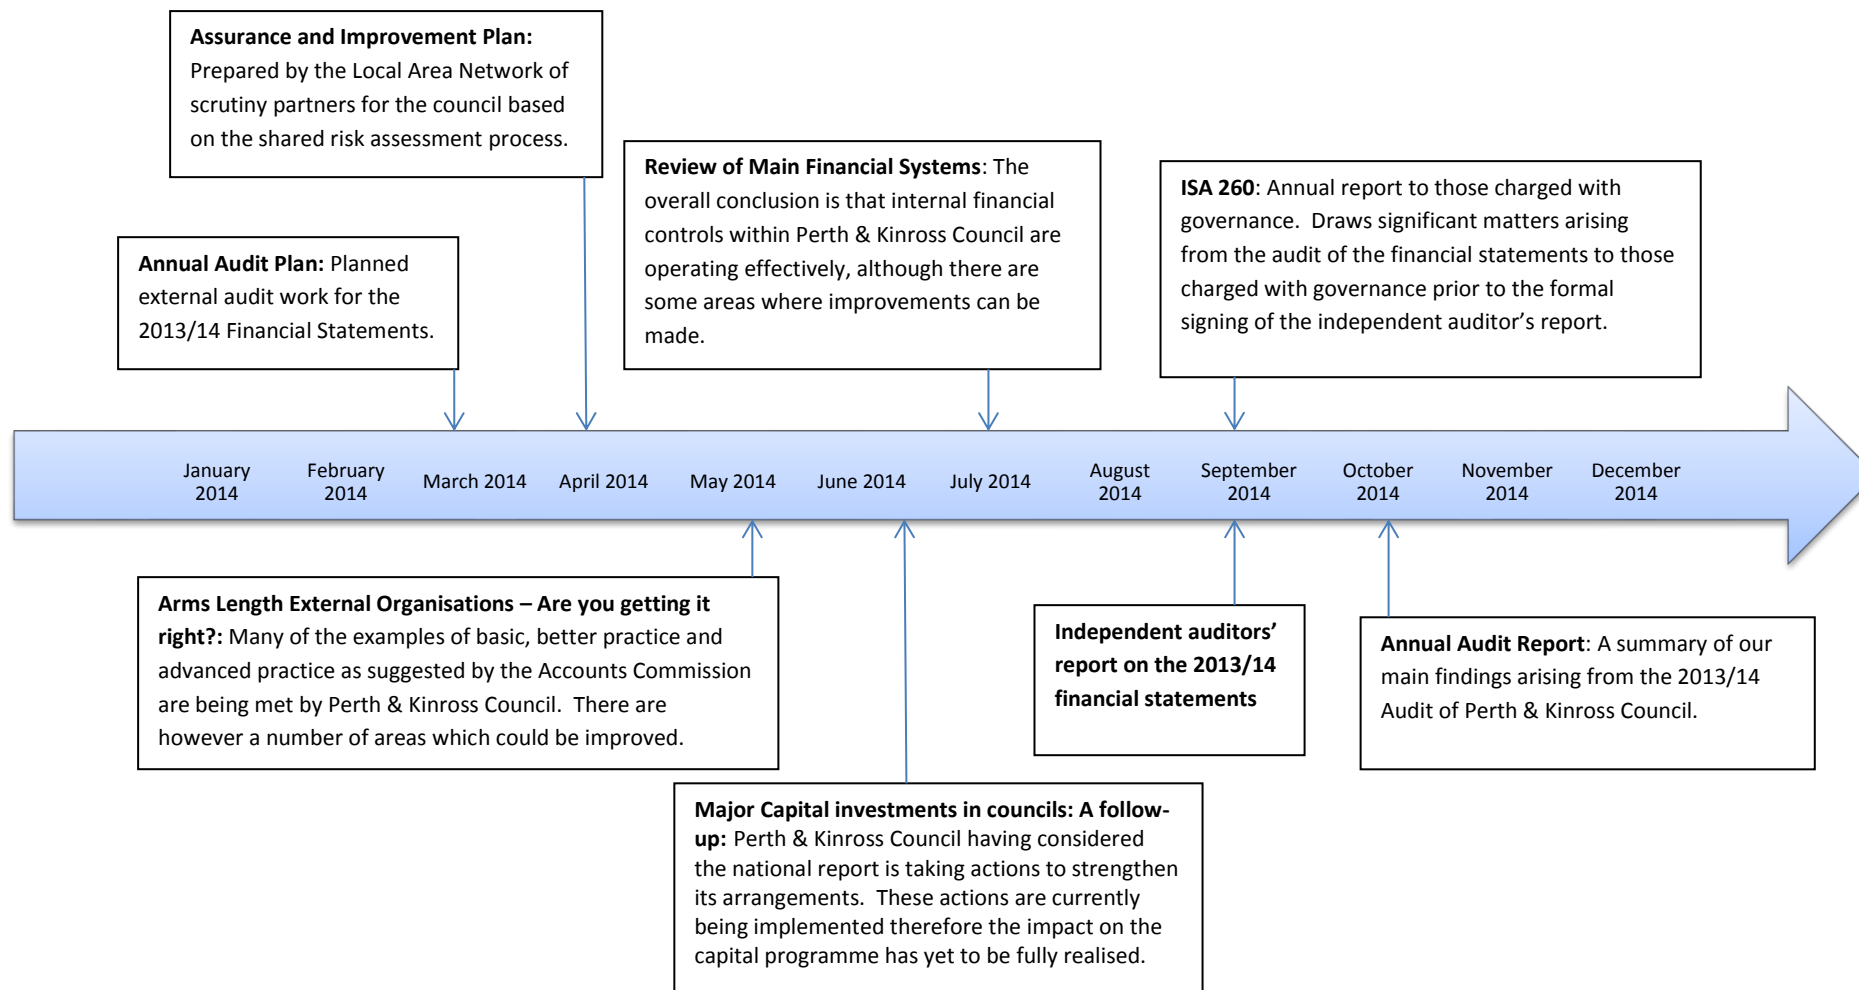 Assurance and Improvement Plan:
Prepared by the Local Area Network of
scrutiny partners for the council based
on the shared risk assessment process.
Annual Audit Plan: Planned
external audit work for the
2013/14 Financial Statements.
Review of Main Financial Systems: The
overall conclusion is that internal financial
controls within Perth & Kinross Council are
operating effectively, although there are
some areas where improvements can be
made.
ISA 260: Annual report to those charged with
governance.  Draws significant matters arising
from the audit of the financial statements to those
charged with governance prior to the formal
signing of the independent auditor’s report.
January
2014
February
2014
March 2014
April 2014
May 2014
June 2014
July 2014
August
2014
September
2014
October
2014
November
2014
December
2014
Arms Length External Organisations – Are you getting it
right?: Many of the examples of basic, better practice and
advanced practice as suggested by the Accounts Commission
are being met by Perth & Kinross Council.  There are
however a number of areas which could be improved.
Independent auditors’
report on the 2013/14
financial statements
Annual Audit Report: A summary of our
main findings arising from the 2013/14
Audit of Perth & Kinross Council.
Major Capital investments in councils: A follow-
up: Perth & Kinross Council having considered
the national report is taking actions to strengthen
its arrangements.  These actions are currently
being implemented therefore the impact on the
capital programme has yet to be fully realised.